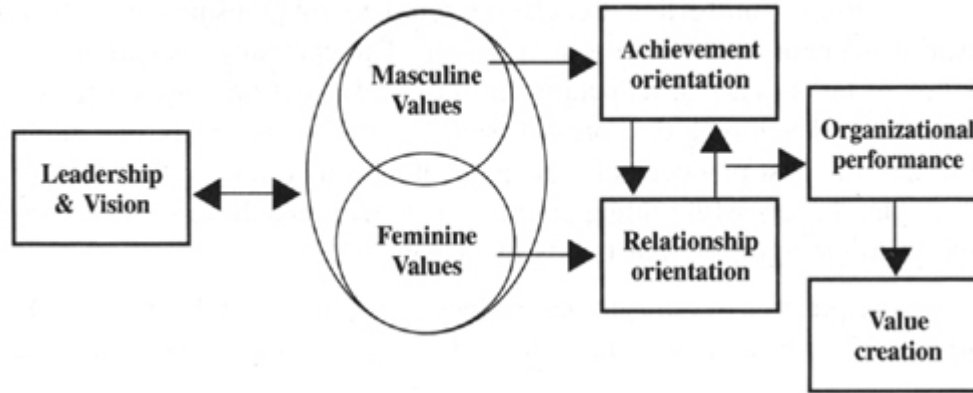 Leadership
& Vision
Masculine
Values
Feminine
Values
Achievement
orientation
Relationship
orientation
Organizational
performance
Value
creation